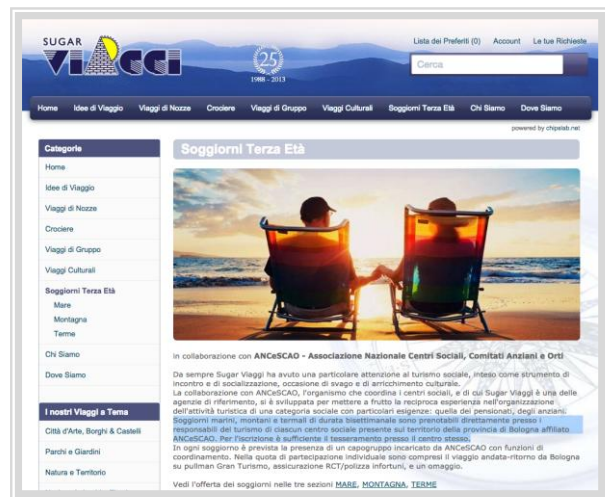 SUGAR
VIAGGI
25
1988 - 2013
Lista dei Preferiti (0) Account Le tue Richieste
Cerca
Home Idee di Viaggio Viaggi di Nozze Crociere Viaggi di Gruppo Viaggi Culturali Soggiorni Terza Età Chi Siamo Dove Siamo
powered by chipslab.net
Categorie
Home
Idee di Viaggio
Viaggi di Nozze
Crociere
Viaggi di Gruppo
Viaggi Culturali
Soggiorni Terza Età
Mare
Montagna
Terme
Chi Siamo
Dove Siamo
I nostri Viaggi a Tema
Città d'Arte, Borghi & Castelli
Parchi e Giardini
Natura e Territorio
Soggiorni Terza Età
in collaborazione con ANCeSCAO - Associazione Nazionale Centri Sociali, Comitati Anziani e Orti
Da sempre Sugar Viaggi ha avuto una particolare attenzione al turismo sociale, inteso come strumento di
incontro e di socializzazione, occasione di svago e di arricchimento culturale.
La collaborazione con ANCESCAO, l'organismo che coordina i centri sociali, e di cui Sugar Viaggi è una delle
agenzie di riferimento, si è sviluppata per mettere a frutto la reciproca esperienza nell'organizzazione
dell'attività turistica di una categoria sociale con particolari esigenze: quella dei pensionati, degli anziani.
Soggiorni marini, montani e termali di durata bisettimanale sono prenotabili direttamente presso i
responsabili del turismo di ciascun centro sociale presente sul territorio della provincia di Bologna affiliato
ANCESCAO. Per l'iscrizione è sufficiente il tesseramento presso il centro stesso.
In ogni soggiorno è prevista la presenza di un capogruppo incaricato da ANCeSCAO con funzioni di
coordinamento. Nella quota di partecipazione individuale sono compresi il viaggio andata-ritorno da Bologna
su pullman Gran Turismo, assicurazione RCT/polizza infortuni, e un omaggio.
Vedi l'offerta dei soggiorni nelle tre sezioni MARE, MONTAGNA, TERME